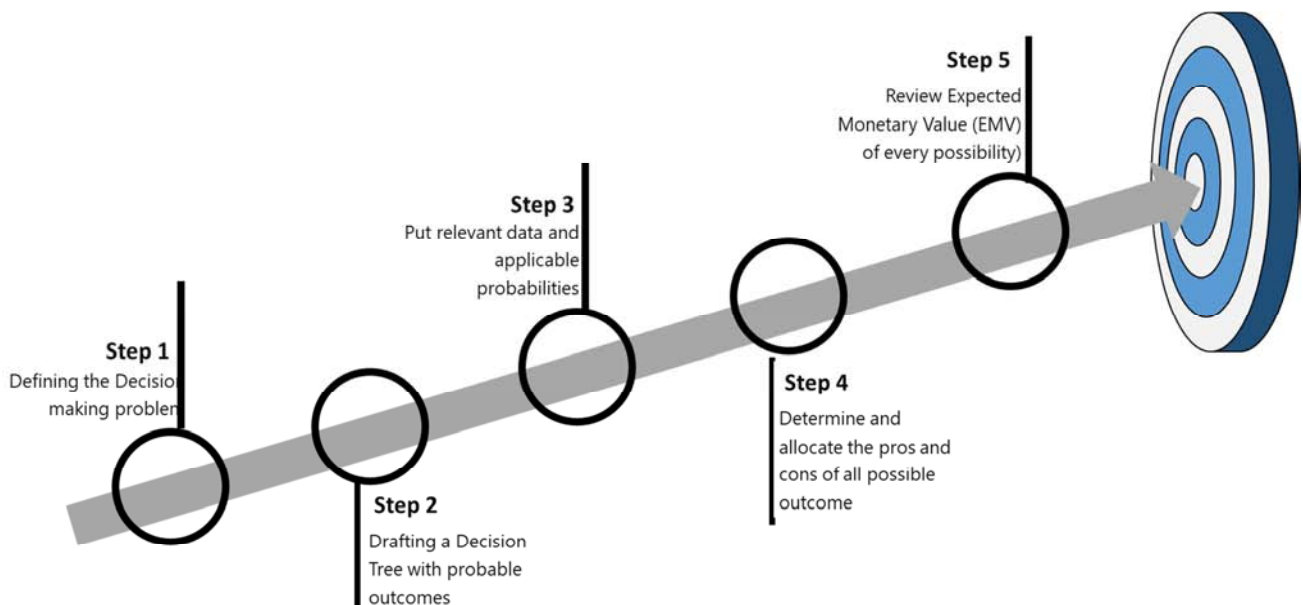 Step 1
Defining the Decision
making problem
Step 2
Drafting a Decision
Tree with probable
outcomes
Step 3
Put relevant data and
applicable
probabilities
Step 4
Determine and
allocate the pros and
cons of all possible
outcome
Step 5
Review Expected
Monetary Value (EMV)
of every possibility)